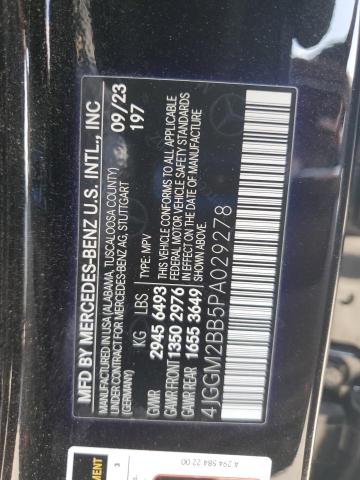 MFD BY MERCEDES-BENZ U.S. INTL., INC
09/23
197
MANUFACTURED IN USA (ALABAMA, TUSCALOOSA COUNTY)
UNDER CONTRACT FOR MERCEDES-BENZ AG, STUTTGART
KG LBS TYPE: MPV
GVWR 2945 6493 THIS VEHICLE CONFORMS TO ALL APPLICABLE
GAWR FRONT 1350 2976 FEDERAL MOTOR VEHICLE SAFETY STANDARDS
GAWR REAR 1655 3649 IN EFFECT ON THE DATE OF MANUFACTURE
4JGGM2BB5PA029278
A 294 584 22 00
3